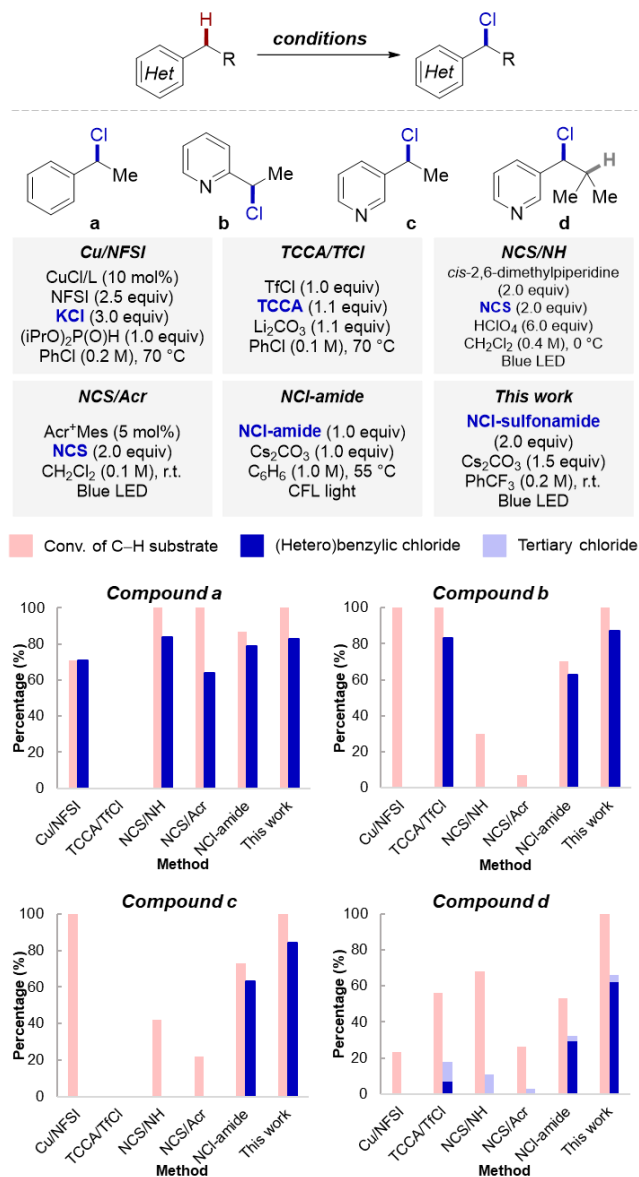 H
Het
R
conditions
Cl
Het
R
Cl
Me
a
N
Me
Cl
b
Cl
Me
N
c
Cl
H
Me
Me
N
d
Cu/NFSI
CuCl/L (10 mol%)
NFSI (2.5 equiv)
KCl (3.0 equiv)
(iPrO)₂P(O)H (1.0 equiv)
PhCl (0.2 M), 70 °C
TCCA/TfCl
TfCl (1.0 equiv)
TCCA (1.1 equiv)
Li₂CO₃ (1.1 equiv)
PhCl (0.1 M), 70 °C
NCS/NH
cis-2,6-dimethylpiperidine
(2.0 equiv)
NCS (2.0 equiv)
HClO₄ (6.0 equiv)
CH₂Cl₂ (0.4 M), 0 °C
Blue LED
NCS/Acr
Acr⁺Mes (5 mol%)
NCS (2.0 equiv)
CH₂Cl₂ (0.1 M), r.t.
Blue LED
NCl-amide
NCl-amide (1.0 equiv)
Cs₂CO₃ (1.0 equiv)
C₆H₆ (1.0 M), 55 °C
CFL light
This work
NCl-sulfonamide
(2.0 equiv)
Cs₂CO₃ (1.5 equiv)
PhCF₃ (0.2 M), r.t.
Blue LED
Conv. of C–H substrate
(Hetero)benzylic chloride
Tertiary chloride
Compound a
Percentage (%)
100
80
60
40
20
0
Cu/NFSI
TCCA/TfCl
NCS/NH
NCS/Acr
NCl-amide
This work
Method
Compound b
Percentage (%)
100
80
60
40
20
0
Cu/NFSI
TCCA/TfCl
NCS/NH
NCS/Acr
NCl-amide
This work
Method
Compound c
Percentage (%)
100
80
60
40
20
0
Cu/NFSI
TCCA/TfCl
NCS/NH
NCS/Acr
NCl-amide
This work
Method
Compound d
Percentage (%)
100
80
60
40
20
0
Cu/NFSI
TCCA/TfCl
NCS/NH
NCS/Acr
NCl-amide
This work
Method